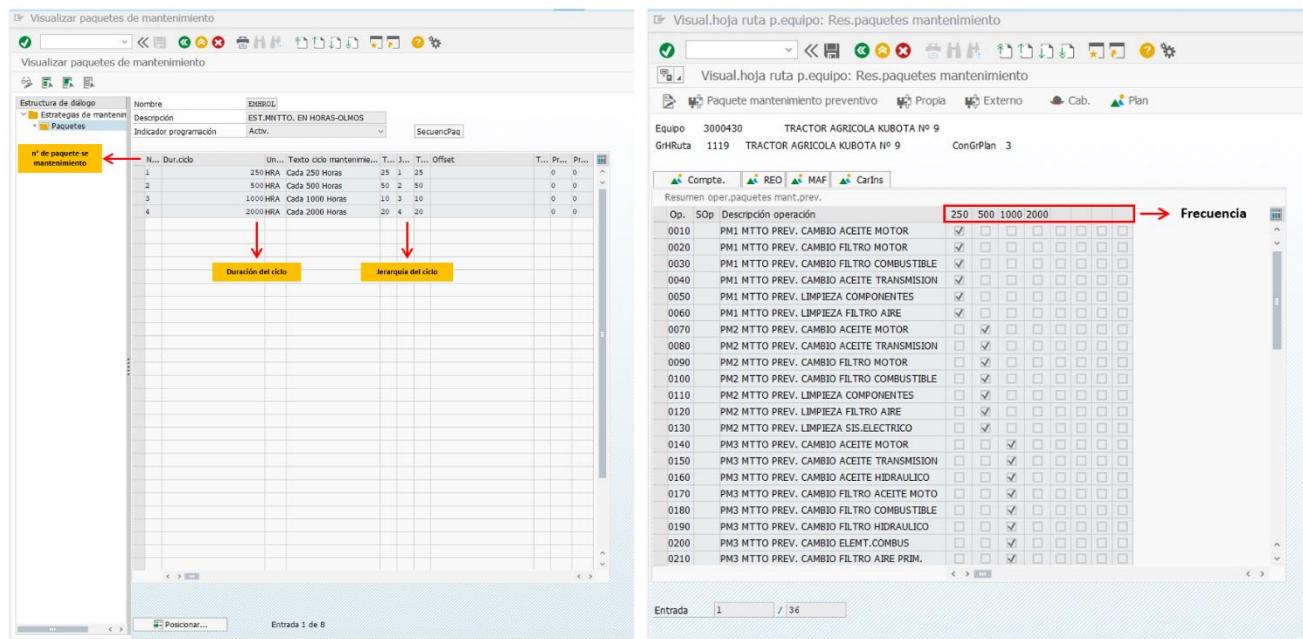 Visualizar paquetes de mantenimiento
Visualizar paquetes de mantenimiento
Estructura de diálogo
Estrategias de mantenim
Paquetes
nº de paquete se
mantenimiento
Nombre
Descripción EST.MNTTO. EN HORAS-OLMOS
Indicador programación Activ. SecuencPaq
N... Dur.ciclo Un... Texto ciclo mantenimie... T... J... T... Offset T... Pr... Pr...
1 250 HRA Cada 250 Horas 25 1 25 0 0
2 500 HRA Cada 500 Horas 50 2 50 0 0
3 1000 HRA Cada 1000 Horas 10 3 10 0 0
4 2000 HRA Cada 2000 Horas 20 4 20 0 0
Duración del ciclo
Jerarquía del ciclo
Posicionar... Entrada 1 de 8
Visual.hoja ruta p.equipo: Res.paquetes mantenimiento
Visual.hoja ruta p.equipo: Res.paquetes mantenimiento
Paquete mantenimiento preventivo Propia Externo Cab. Plan
Equipo 3000430 TRACTOR AGRICOLA KUBOTA Nº 9
GrHRuta 1119 TRACTOR AGRICOLA KUBOTA Nº 9 ConGrPlan 3
Compte. REO MAF CarIns
Resumen oper.paquetes mant.prev.
Op. SOp Descripción operación 250 500 1000 2000
Frecuencia
0010 PM1 MTTO PREV. CAMBIO ACEITE MOTOR
0020 PM1 MTTO PREV. CAMBIO FILTRO MOTOR
0030 PM1 MTTO PREV. CAMBIO FILTRO COMBUSTIBLE
0040 PM1 MTTO PREV. CAMBIO ACEITE TRANSMISION
0050 PM1 MTTO PREV. LIMPIEZA COMPONENTES
0060 PM1 MTTO PREV. LIMPIEZA FILTRO AIRE
0070 PM2 MTTO PREV. CAMBIO ACEITE MOTOR
0080 PM2 MTTO PREV. CAMBIO ACEITE TRANSMISION
0090 PM2 MTTO PREV. CAMBIO FILTRO MOTOR
0100 PM2 MTTO PREV. CAMBIO FILTRO COMBUSTIBLE
0110 PM2 MTTO PREV. LIMPIEZA COMPONENTES
0120 PM2 MTTO PREV. LIMPIEZA FILTRO AIRE
0130 PM2 MTTO PREV. LIMPIEZA SIS.ELECTRICO
0140 PM3 MTTO PREV. CAMBIO ACEITE MOTOR
0150 PM3 MTTO PREV. CAMBIO ACEITE TRANSMISION
0160 PM3 MTTO PREV. CAMBIO ACEITE HIDRAULICO
0170 PM3 MTTO PREV. CAMBIO FILTRO ACEITE MOTO
0180 PM3 MTTO PREV. CAMBIO FILTRO COMBUSTIBLE
0190 PM3 MTTO PREV. CAMBIO FILTRO HIDRAULICO
0200 PM3 MTTO PREV. CAMBIO ELEMT.COMBUS
0210 PM3 MTTO PREV. CAMBIO FILTRO AIRE PRIM.
Entrada 1 / 36